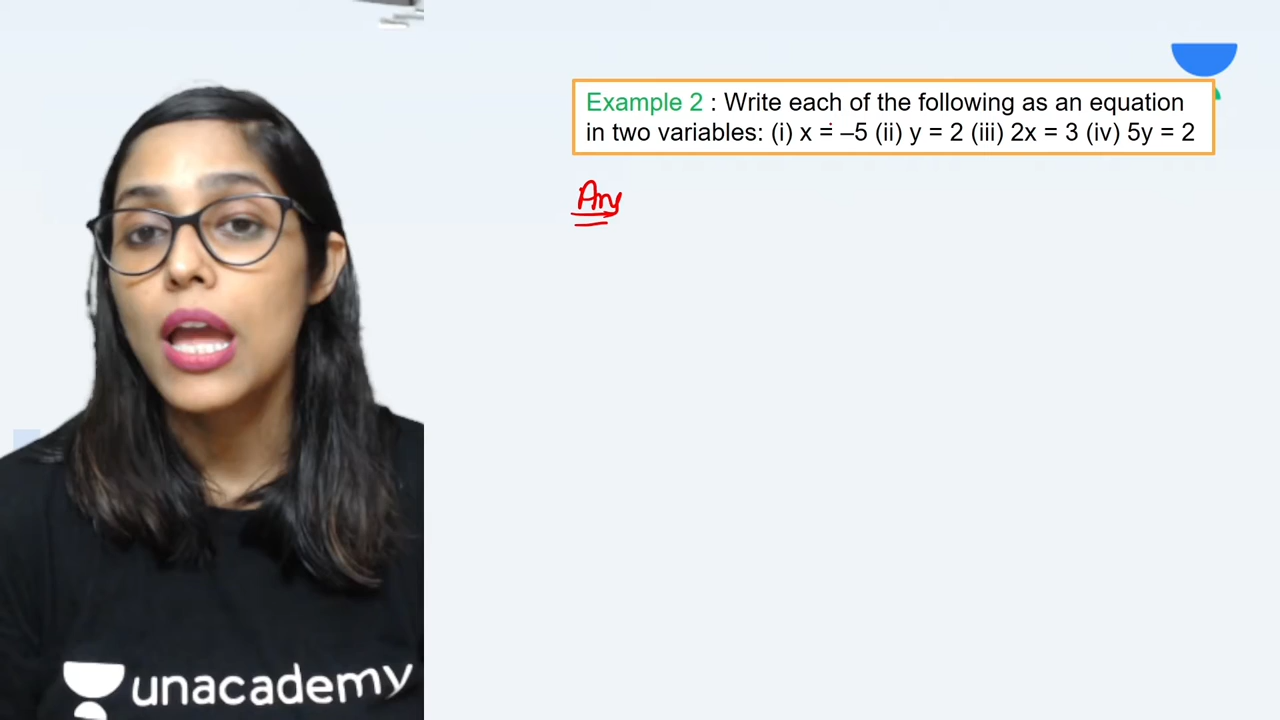 Example 2 : Write each of the following as an equation
in two variables: (i) x = –5 (ii) y = 2 (iii) 2x = 3 (iv) 5y = 2
Ans
unacademy